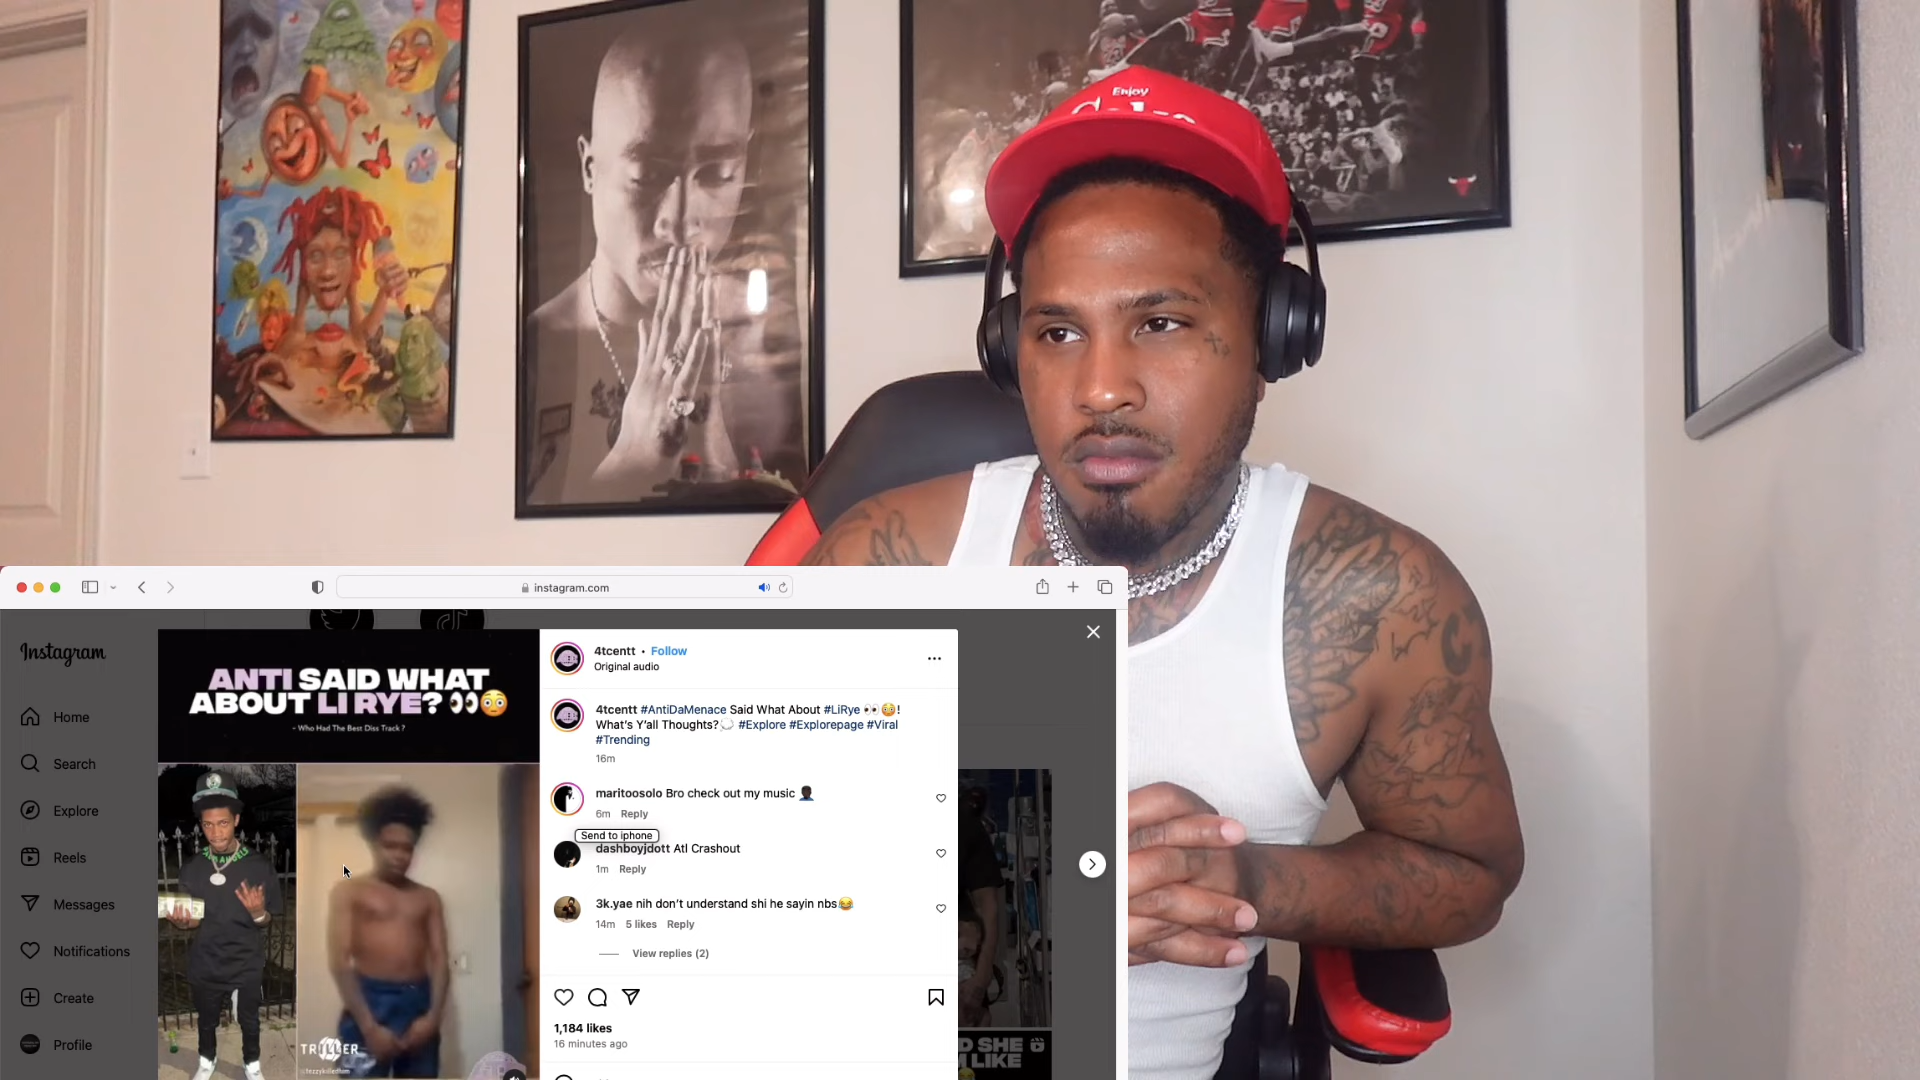 Enjoy
instagram.com
Instagram
Home
Search
Explore
Reels
Messages
Notifications
Create
Profile
ANTI SAID WHAT
ABOUT LI RYE? 👀😳
- Who Had The Best Diss Track ?
TRILLER
4tcentt • Follow
Original audio
4tcentt #AntiDaMenace Said What About #LiRye 👀😳!
What's Y'all Thoughts?💭 #Explore #Explorepage #Viral
#Trending
16m
maritoosolo Bro check out my music 👤
6m Reply
Send to iphone
dashboyjdott Atl Crashout
1m Reply
3k.yae nih don't understand shi he sayin nbs😂
14m 5 likes Reply
View replies (2)
1,184 likes
16 minutes ago
D SHE
M LIKE